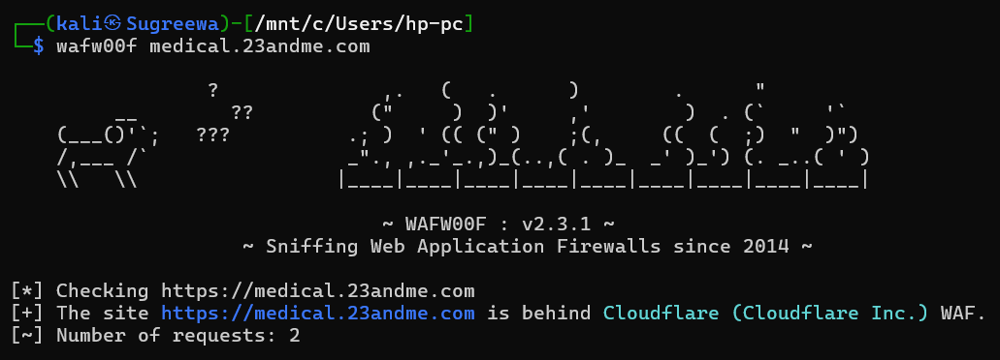 ┌──(kali㉿Sugreewa)-[/mnt/c/Users/hp-pc]
└─$ wafw00f medical.23andme.com
                 ?              ,.   (   .      )        .      "
         __        ??          ("     )  )'     ,'        )  . (`     '`
    (___()'`;   ???          .; )  ' (( (" )    ;(,     ((  (  ;)  "  )")
    /,___ /`                 _"., ,._'_.,)_(..,( . )_  _' )_') (. _..( ' )
    \\   \\                 |____|____|____|____|____|____|____|____|____|
~ WAFW00F : v2.3.1 ~
~ Sniffing Web Application Firewalls since 2014 ~
[*] Checking https://medical.23andme.com
[+] The site https://medical.23andme.com is behind Cloudflare (Cloudflare Inc.) WAF.
[~] Number of requests: 2